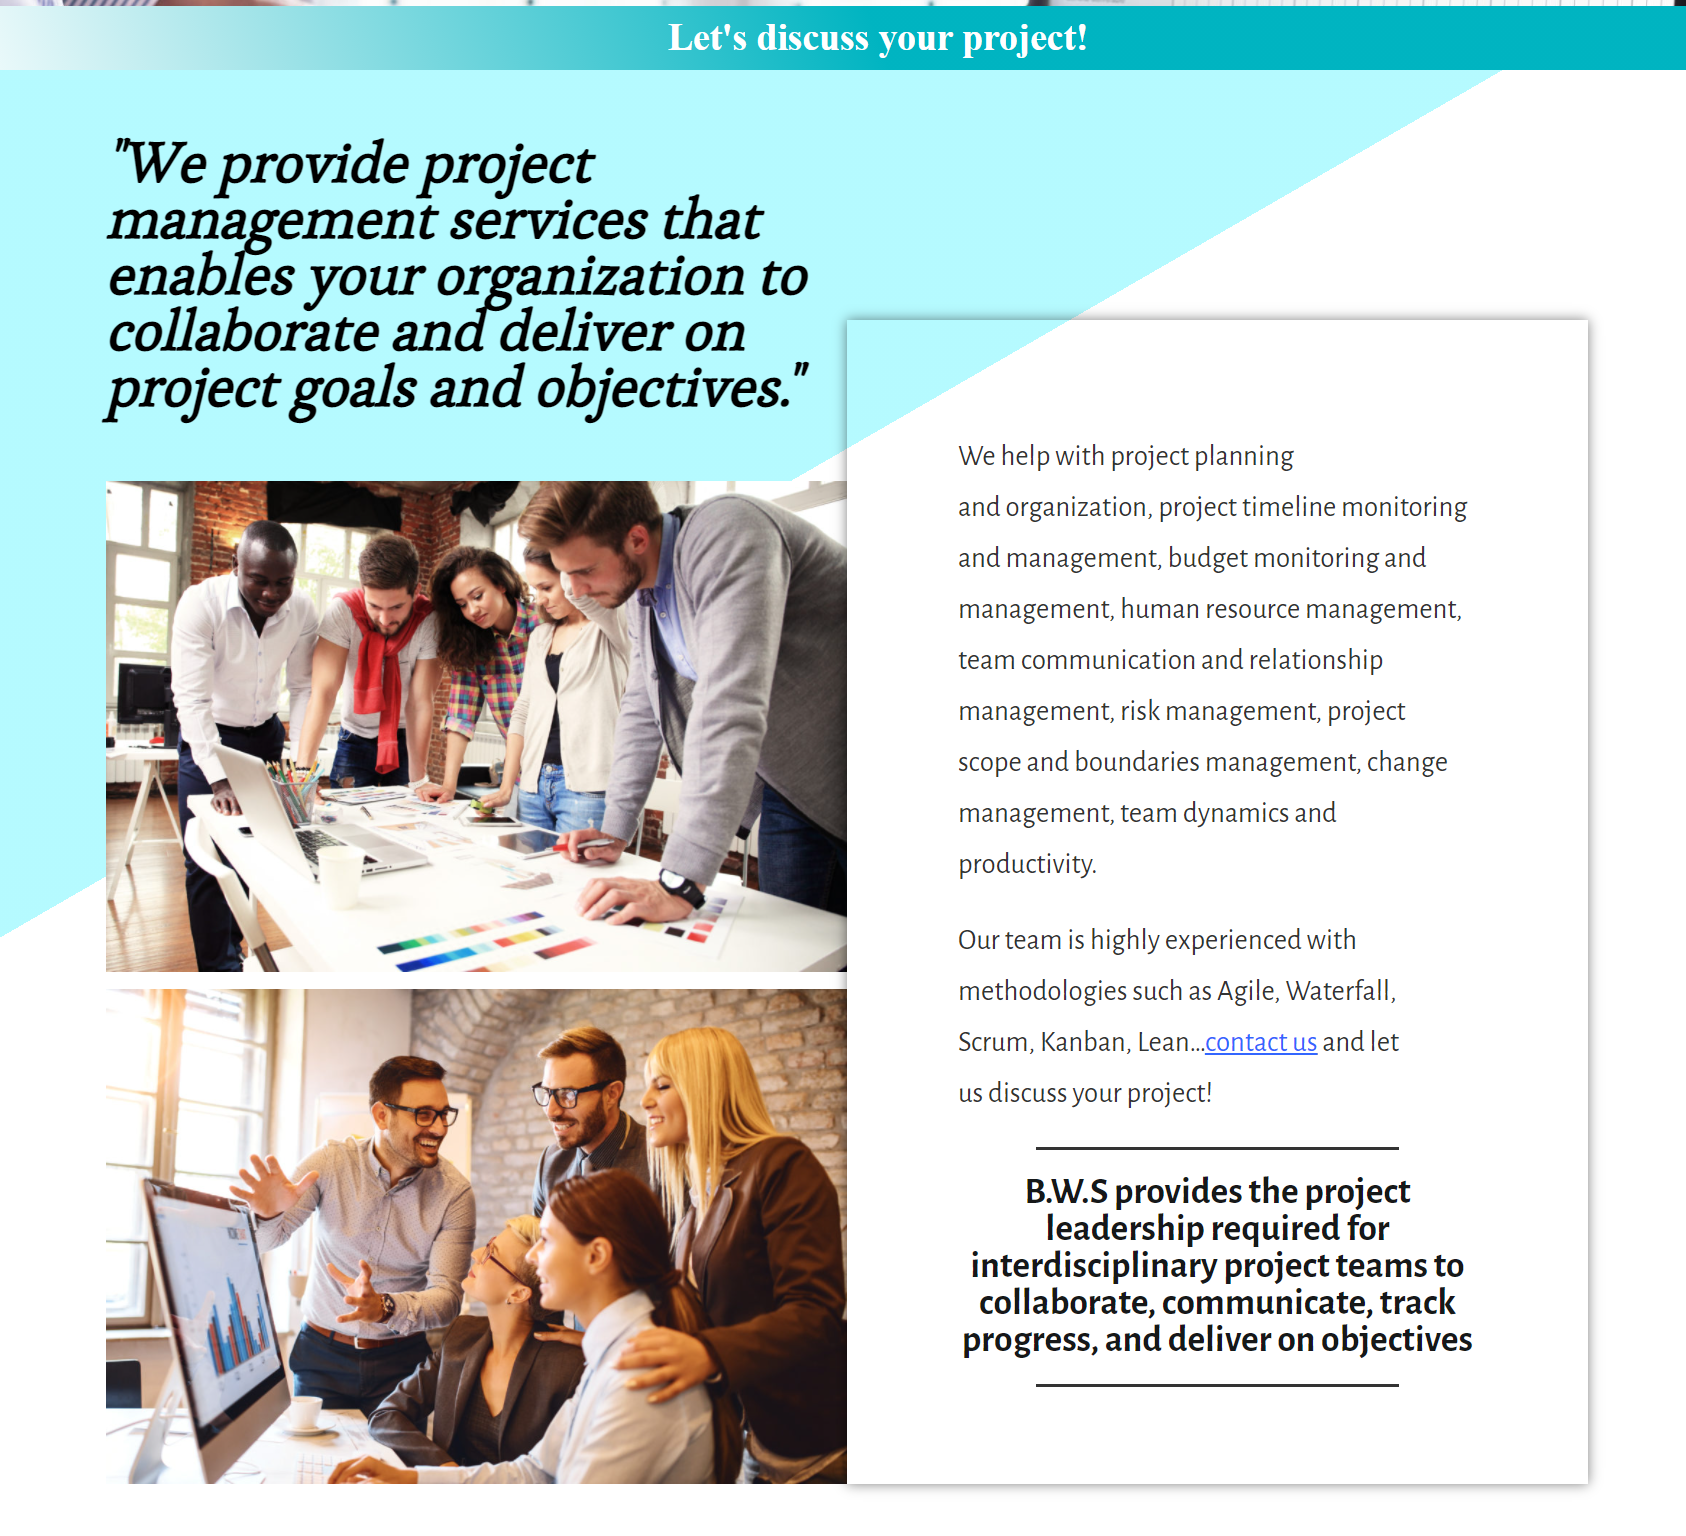 Let's discuss your project!
"We provide project
management services that
enables your organization to
collaborate and deliver on
project goals and objectives."
We help with project planning
and organization, project timeline monitoring
and management, budget monitoring and
management, human resource management,
team communication and relationship
management, risk management, project
scope and boundaries management, change
management, team dynamics and
productivity.
Our team is highly experienced with
methodologies such as Agile, Waterfall,
Scrum, Kanban, Lean...contact us and let
us discuss your project!
B.W.S provides the project
leadership required for
interdisciplinary project teams to
collaborate, communicate, track
progress, and deliver on objectives